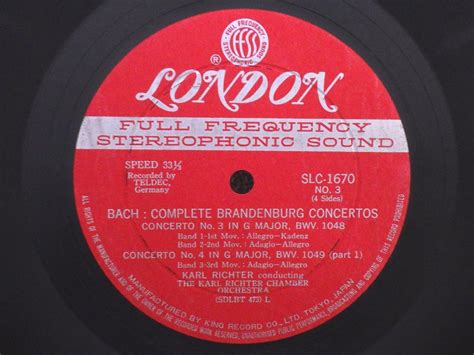 FULL FREQUENCY
STEREOPHONIC SOUND
ffss
®
LONDON
FULL FREQUENCY
STEREOPHONIC SOUND
SPEED 33⅓
Recorded by
TELDEC,
Germany
SLC-1670
NO. 3
(4 Sides)
BACH : COMPLETE BRANDENBURG CONCERTOS
CONCERTO No. 3 IN G MAJOR, BWV. 1048
Band 1-1st Mov. : Allegro-Kadenz
Band 2-2nd Mov. : Adagio-Allegro
CONCERTO No. 4 IN G MAJOR, BWV. 1049 (part 1)
Band 3-3rd Mov. : Adagio-Allegro
KARL RICHTER conducting
THE KARL RICHTER CHAMBER
ORCHESTRA
(SDLBT 473) L
MANUFACTURED BY KING RECORD CO., LTD. TOKYO, JAPAN
ALL RIGHTS OF THE MANUFACTURER AND OF THE OWNER OF THE RECORDED WORK RESERVED. UNAUTHORISED PUBLIC PERFORMANCE, BROADCASTING AND COPYING OF THIS RECORD PROHIBITED